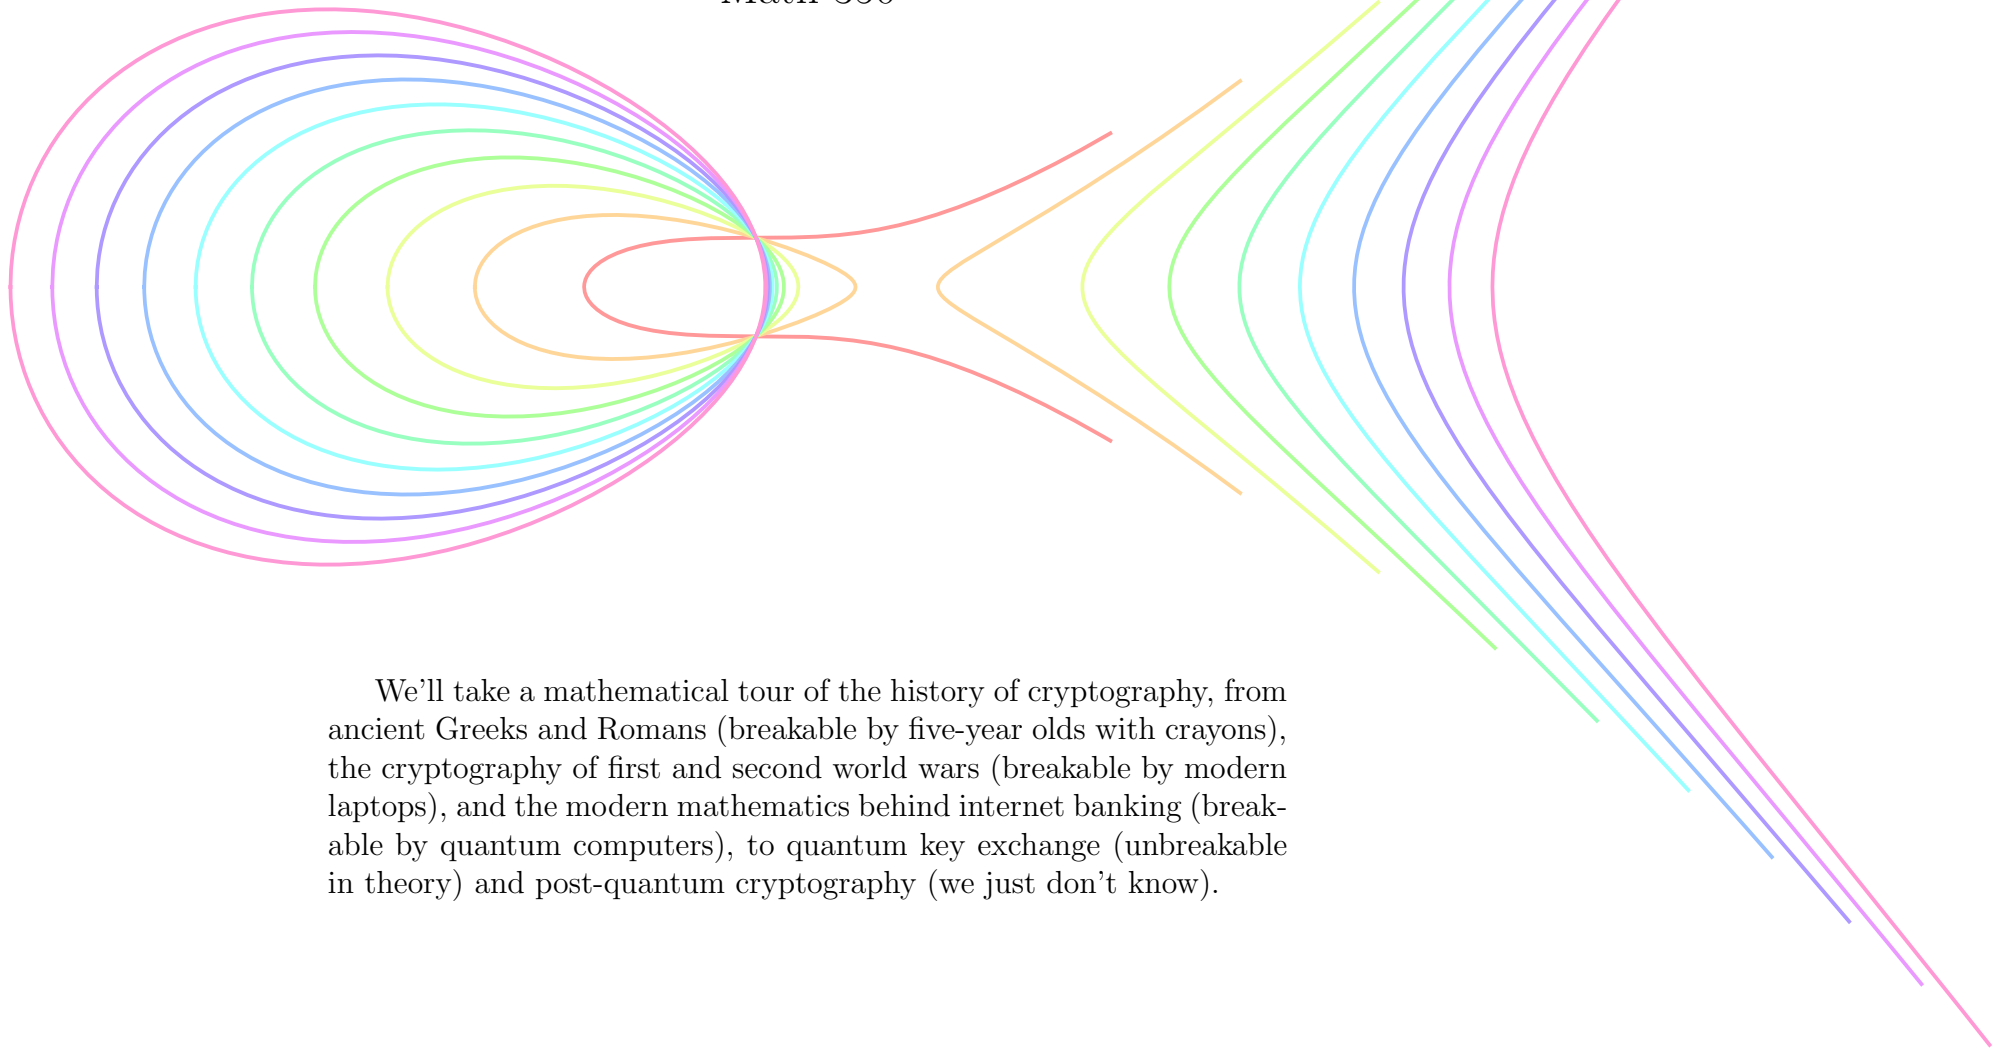 Math
We'll take a mathematical tour of the history of cryptography, from
ancient Greeks and Romans (breakable by five-year olds with crayons),
the cryptography of first and second world wars (breakable by modern
laptops), and the modern mathematics behind internet banking (break-
able by quantum computers), to quantum key exchange (unbreakable
in theory) and post-quantum cryptography (we just don't know).